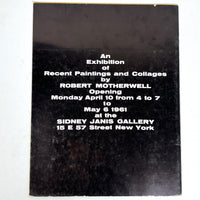 An
Exhibition
of
Recent Paintings and Collages
by
ROBERT MOTHERWELL
Opening
Monday April 10 from 4 to 7
to
May 6 1961
at the
SIDNEY JANIS GALLERY
15 E 57 Street New York